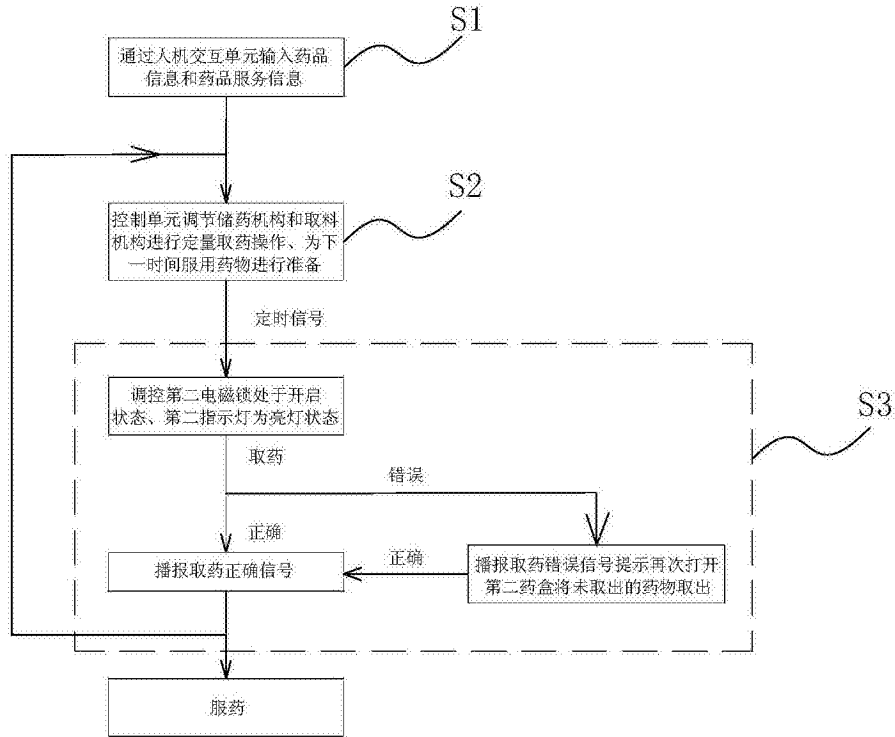 S1
通过人机交互单元输入药品
信息和药品服务信息
S2
控制单元调节储药机构和取料
机构进行定量取药操作、为下
一时间服用药物进行准备
定时信号
调控第二电磁锁处于开启
状态、第二指示灯为亮灯状态
S3
取药
错误
正确
播报取药正确信号
正确
播报取药错误信号提示再次打开
第二药盒将未取出的药物取出
服药